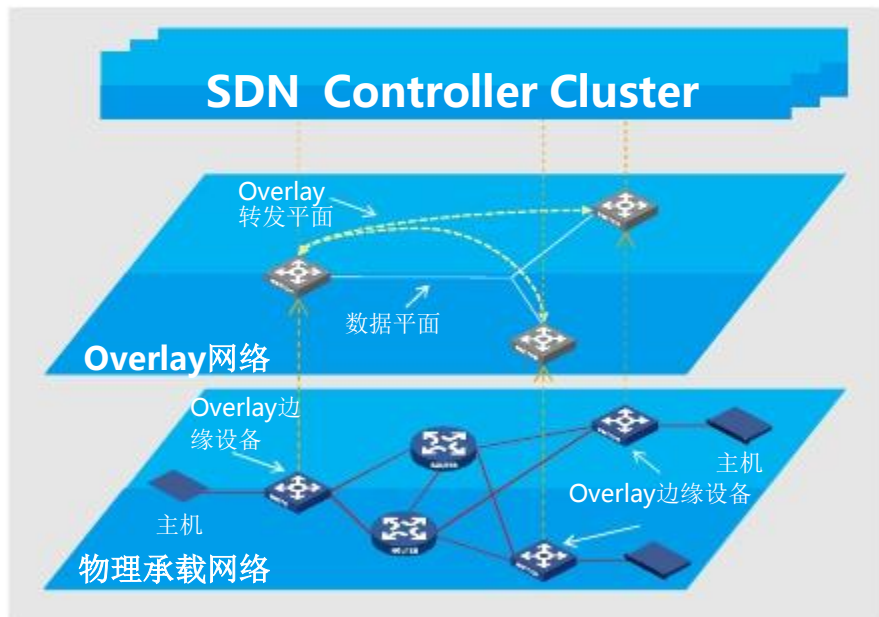 SDN Controller Cluster
Overlay
转发平面
数据平面
Overlay网络
Overlay边
缘设备
主机
Overlay边缘设备
主机
物理承载网络